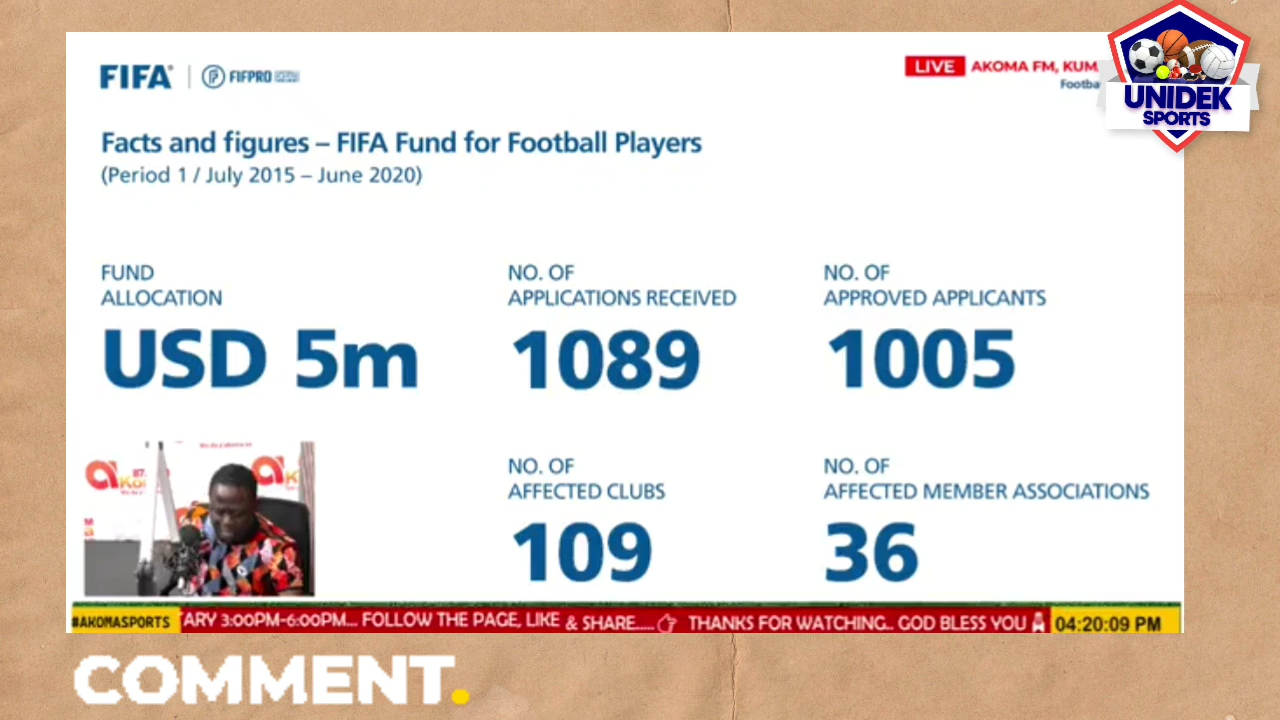 FIFA
FIFPRO
LIVE AKOMA FM, KUM
UNIDEK
SPORTS
Facts and figures – FIFA Fund for Football Players
(Period 1 / July 2015 – June 2020)
FUND
ALLOCATION
USD 5m
NO. OF
APPLICATIONS RECEIVED
1089
NO. OF
APPROVED APPLICANTS
1005
NO. OF
AFFECTED CLUBS
109
NO. OF
AFFECTED MEMBER ASSOCIATIONS
36
#AKOMASPORTS
ARY 3:00PM-6:00PM... FOLLOW THE PAGE, LIKE & SHARE..... THANKS FOR WATCHING.. GOD BLESS YOU
04:20:09 PM
COMMENT.